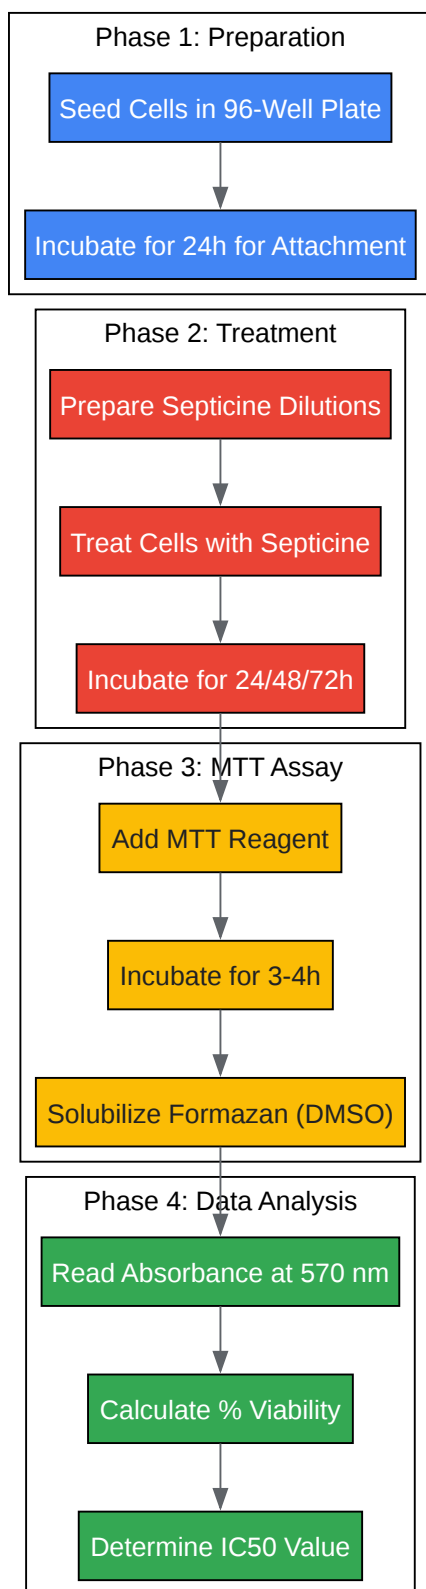 Phase 1: Preparation
Seed Cells in 96-Well Plate
Incubate for 24h for Attachment
Phase 2: Treatment
Prepare Septicine Dilutions
Treat Cells with Septicine
Incubate for 24/48/72h
Phase 3: MTT Assay
Add MTT Reagent
Incubate for 3-4h
Solubilize Formazan (DMSO)
Phase 4: Data Analysis
Read Absorbance at 570 nm
Calculate % Viability
Determine IC50 Value